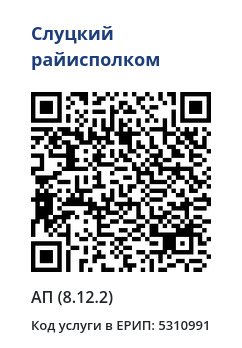 Слуцкий
райисполком
АП (8.12.2)
Код услуги в ЕРИП: 5310991